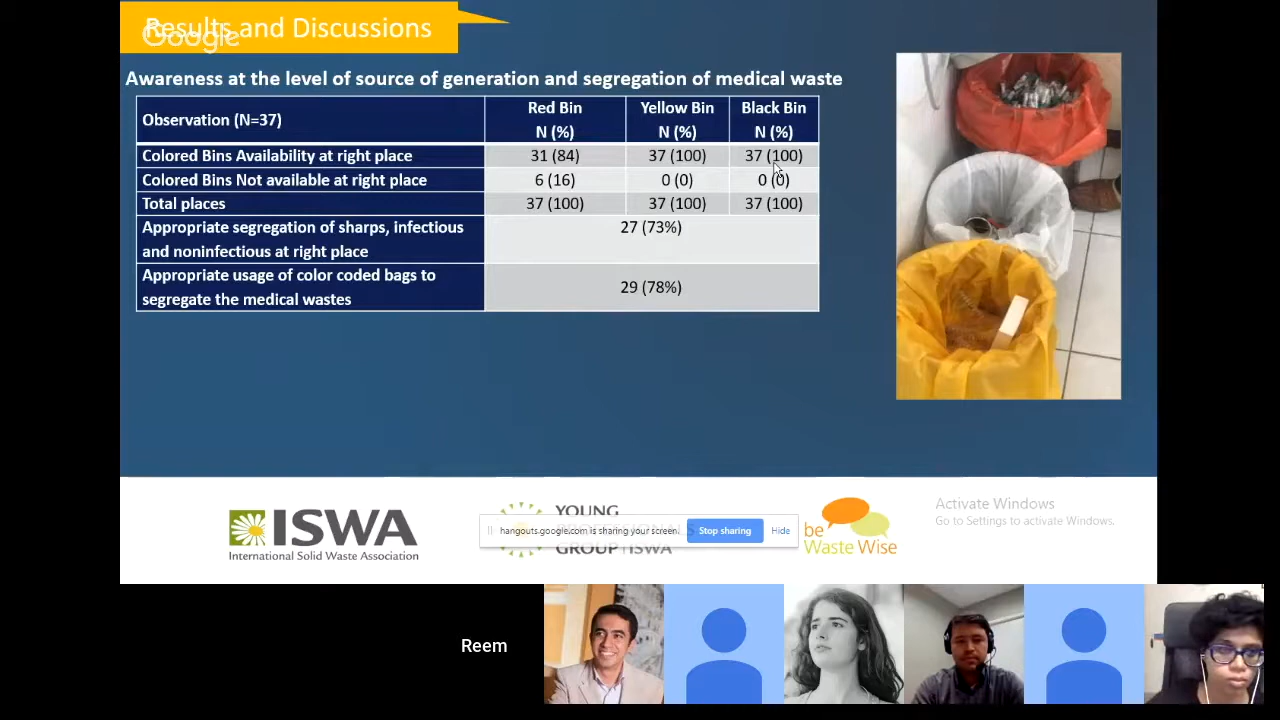 Results and Discussions
Google
Awareness at the level of source of generation and segregation of medical waste
Observation (N=37)
Red Bin
N (%)
Yellow Bin
N (%)
Black Bin
N (%)
Colored Bins Availability at right place
31 (84)
37 (100)
37 (100)
Colored Bins Not available at right place
6 (16)
0 (0)
0 (0)
Total places
37 (100)
37 (100)
37 (100)
Appropriate segregation of sharps, infectious
and noninfectious at right place
27 (73%)
Appropriate usage of color coded bags to
segregate the medical wastes
29 (78%)
ISWA
International Solid Waste Association
YOUNG
GROUP ISWA
hangouts.google.com is sharing your screen.
Stop sharing
Hide
be
Waste Wise
Activate Windows
Go to Settings to activate Windows.
Reem